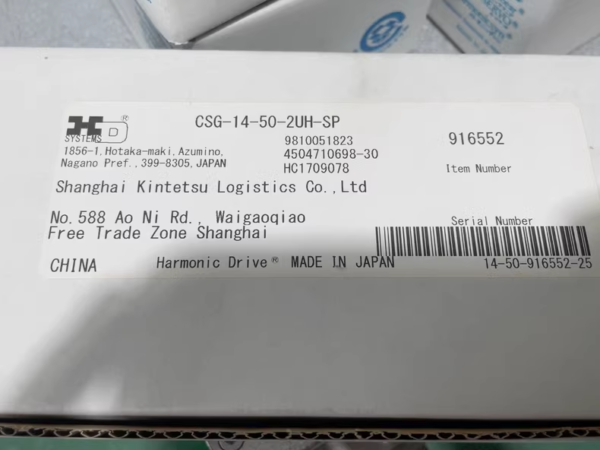 CSG-14-50-2UH-SP
HD®
SYSTEMS
9810051823
916552
1856-1, Hotaka-maki, Azumino,
4504710698-30
Nagano Pref., 399-8305, JAPAN
HC1709078
Item Number
Shanghai Kintetsu Logistics Co., Ltd
No. 588 Ao Ni Rd., Waigaoqiao
Serial Number
Free Trade Zone Shanghai
CHINA
Harmonic Drive® MADE IN JAPAN
14-50-916552-25